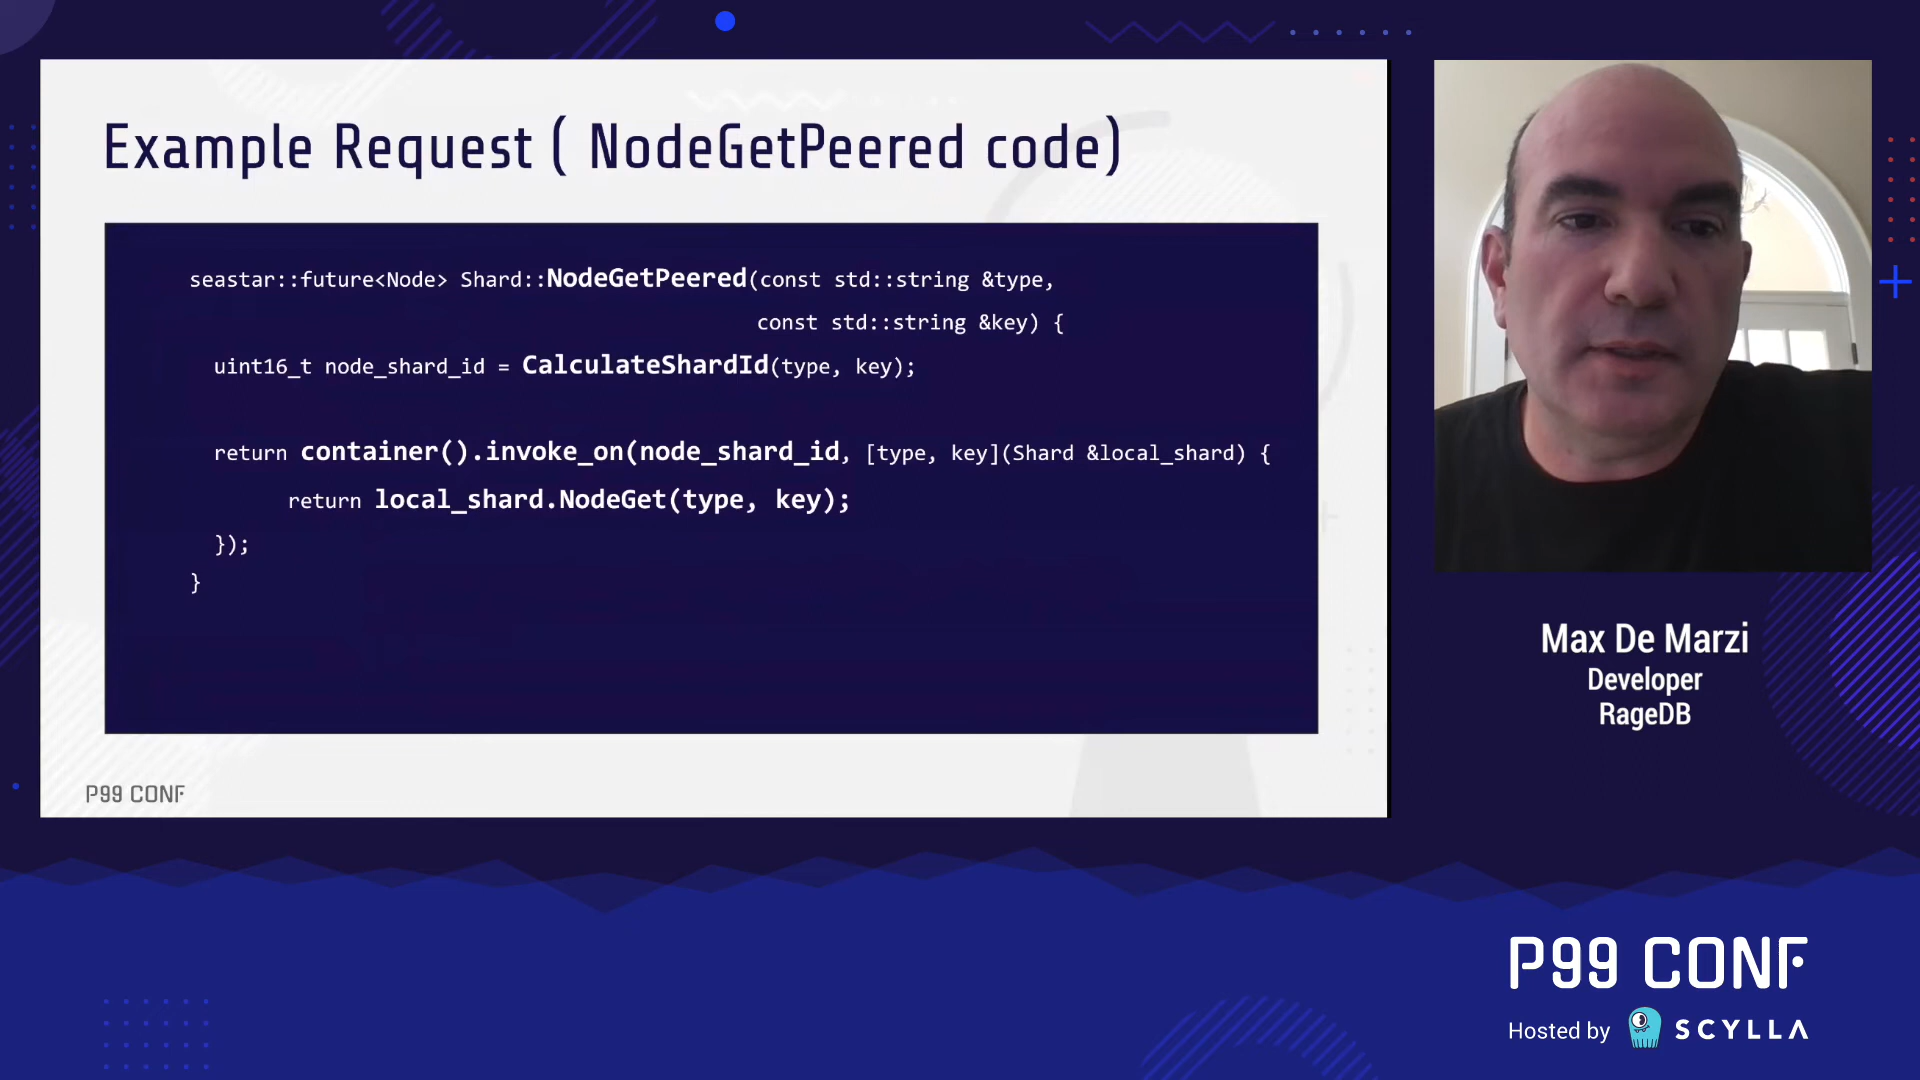 Example Request ( NodeGetPeered code)
seastar::future<Node> Shard::NodeGetPeered(const std::string &type,
const std::string &key) {
uint16_t node_shard_id = CalculateShardId(type, key);
return container().invoke_on(node_shard_id, [type, key](Shard &local_shard) {
return local_shard.NodeGet(type, key);
});
}
P99 CONF
Max De Marzi
Developer
RageDB
P99 CONF
Hosted by SCYLLA